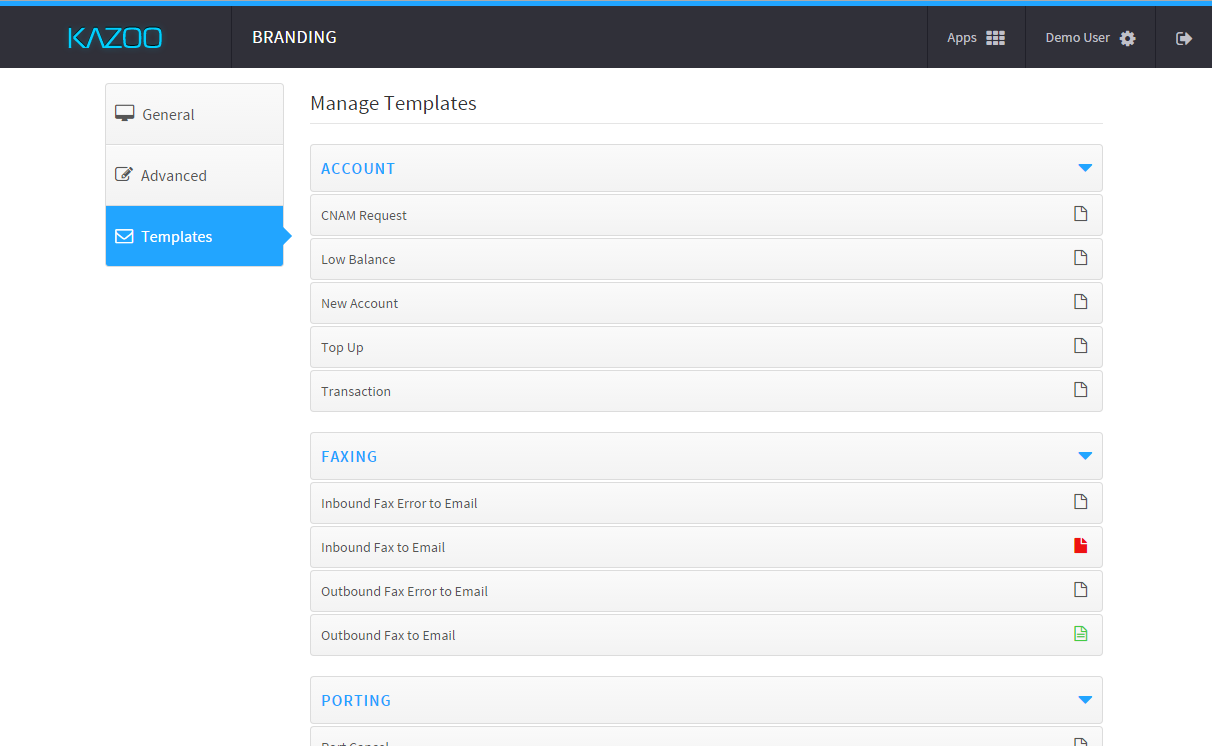 KAZOO
BRANDING
Apps
Demo User
General
Advanced
Templates
Manage Templates
ACCOUNT
CNAM Request
Low Balance
New Account
Top Up
Transaction
FAXING
Inbound Fax Error to Email
Inbound Fax to Email
Outbound Fax Error to Email
Outbound Fax to Email
PORTING
Port Cancel